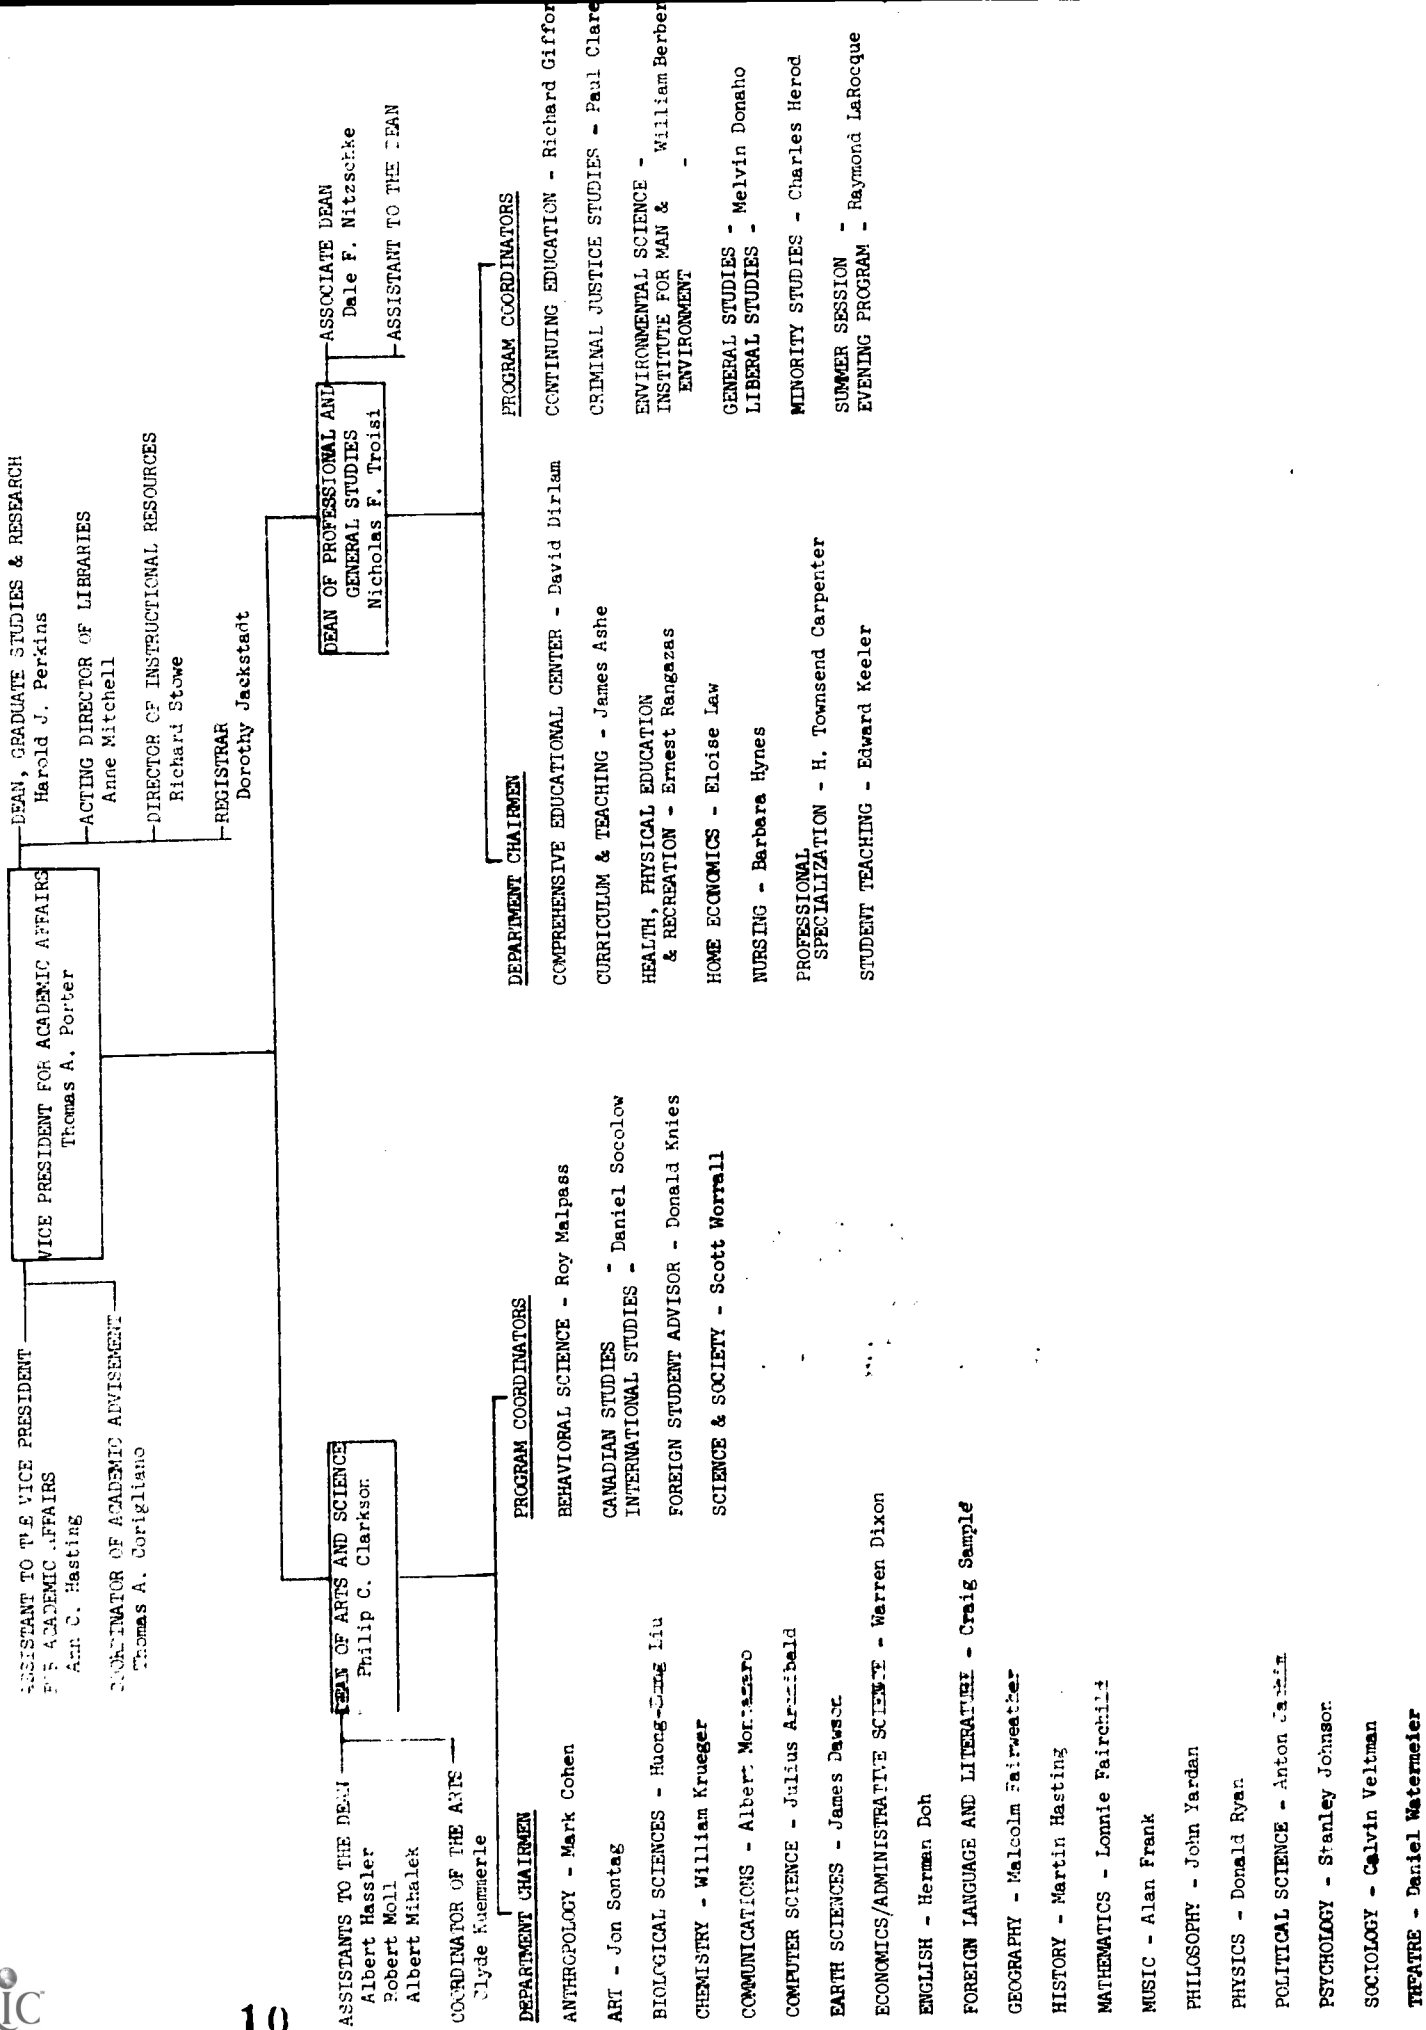 VICE PRESIDENT FOR ACADEMIC AFFAIRS
Thomas A. Porter
ASSISTANT TO THE VICE PRESIDENT
ACADEMIC AFFAIRS
Ann C. Hasting
COORDINATOR OF ACADEMIC ADVISEMENT
Thomas A. Corigliano
DEAN, GRADUATE STUDIES & RESEARCH
Harold J. Perkins
ACTING DIRECTOR OF LIBRARIES
Anne Mitchell
DIRECTOR OF INSTRUCTIONAL RESOURCES
Richard Stowe
REGISTRAR
Dorothy Jackstadt
DEAN OF ARTS AND SCIENCE
Philip C. Clarkson
ASSISTANTS TO THE DEAN
Albert Hassler
Robert Moll
Albert Mihalek
COORDINATOR OF THE ARTS
Clyde Kuemmerle
DEPARTMENT CHAIRMEN
ANTHROPOLOGY - Mark Cohen
ART - Jon Sontag
BIOLOGICAL SCIENCES - Liu
CHEMISTRY - William Krueger
COMMUNICATIONS - Albert
COMPUTER SCIENCE - Julius
EARTH SCIENCES - James Dawson
ECONOMICS/ADMINISTRATIVE SCIENCE - Warren Dixon
ENGLISH - Herman Doh
FOREIGN LANGUAGE AND LITERATURE - Craig Sample
GEOGRAPHY - Malcolm Fairweather
HISTORY - Martin Hasting
MATHEMATICS - Lonnie Fairchild
MUSIC - Alan Frank
PHILOSOPHY - John Yardan
PHYSICS - Donald Ryan
POLITICAL SCIENCE - Anton
PSYCHOLOGY - Stanley Johnson
SOCIOLOGY - Calvin Veltman
THEATRE - Daniel Watermeier
PROGRAM COORDINATORS
BEHAVIORAL SCIENCE - Roy Malpass
CANADIAN STUDIES -
INTERNATIONAL STUDIES - Daniel Socolow
FOREIGN STUDENT ADVISOR - Donald Knies
SCIENCE & SOCIETY - Scott Worrall
DEAN OF PROFESSIONAL AND
GENERAL STUDIES
Nicholas F. Troisi
ASSOCIATE DEAN
Dale F. Nitzschke
ASSISTANT TO THE DEAN
DEPARTMENT CHAIRMEN
COMPREHENSIVE EDUCATIONAL CENTER - David Dirlam
CURRICULUM & TEACHING - James Ashe
HEALTH, PHYSICAL EDUCATION
& RECREATION - Ernest Rangazas
HOME ECONOMICS - Eloise Law
NURSING - Barbara Hynes
PROFESSIONAL
SPECIALIZATION - H. Townsend Carpenter
STUDENT TEACHING - Edward Keeler
PROGRAM COORDINATORS
CONTINUING EDUCATION - Richard Giffor
CRIMINAL JUSTICE STUDIES - Paul Clare
ENVIRONMENTAL SCIENCE -
INSTITUTE FOR MAN & William Berber
ENVIRONMENT -
GENERAL STUDIES -
LIBERAL STUDIES - Melvin Donaho
MINORITY STUDIES - Charles Herod
SUMMER SESSION -
EVENING PROGRAM - Raymond LaRocque
10
IC